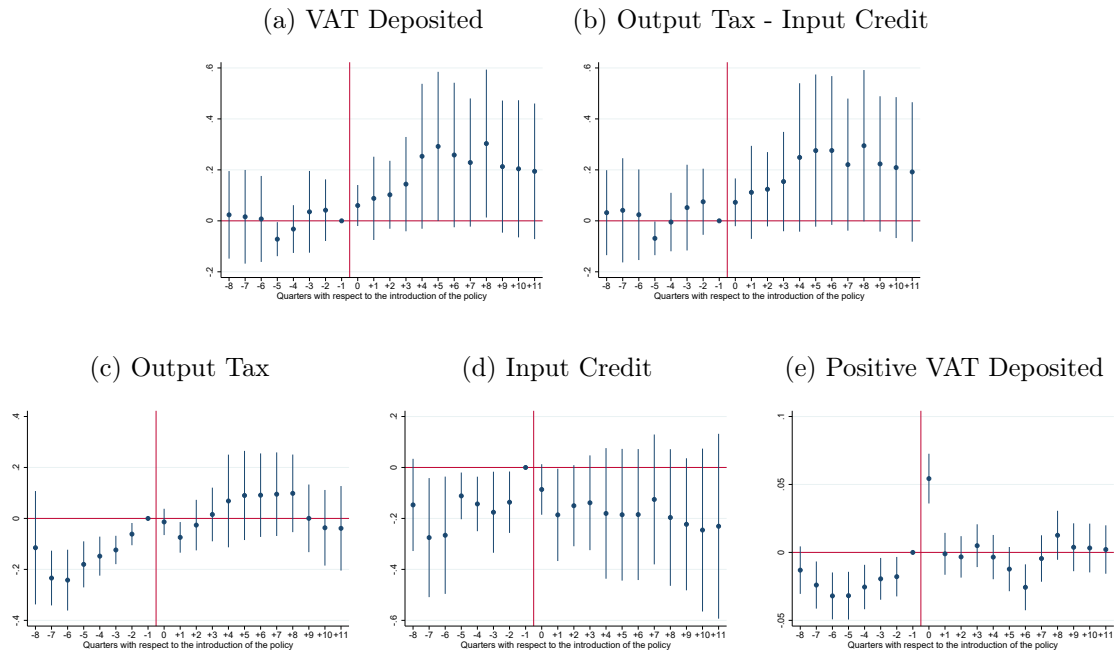 (a) VAT Deposited
(b) Output Tax - Input Credit
.6
.4
.2
0
-.2
-8 -7 -6 -5 -4 -3 -2 -1 0 +1 +2 +3 +4 +5 +6 +7 +8 +9 +10 +11
Quarters with respect to the introduction of the policy
.6
.4
.2
0
-.2
-8 -7 -6 -5 -4 -3 -2 -1 0 +1 +2 +3 +4 +5 +6 +7 +8 +9 +10 +11
Quarters with respect to the introduction of the policy
(c) Output Tax
(d) Input Credit
(e) Positive VAT Deposited
.4
.2
0
-.2
-.4
-8 -7 -6 -5 -4 -3 -2 -1 0 +1 +2 +3 +4 +5 +6 +7 +8 +9 +10 +11
Quarters with respect to the introduction of the policy
.2
0
-.2
-.4
-.6
-8 -7 -6 -5 -4 -3 -2 -1 0 +1 +2 +3 +4 +5 +6 +7 +8 +9 +10 +11
Quarters with respect to the introduction of the policy
.1
.05
0
-.05
-8 -7 -6 -5 -4 -3 -2 -1 0 +1 +2 +3 +4 +5 +6 +7 +8 +9 +10 +11
Quarters with respect to the introduction of the policy